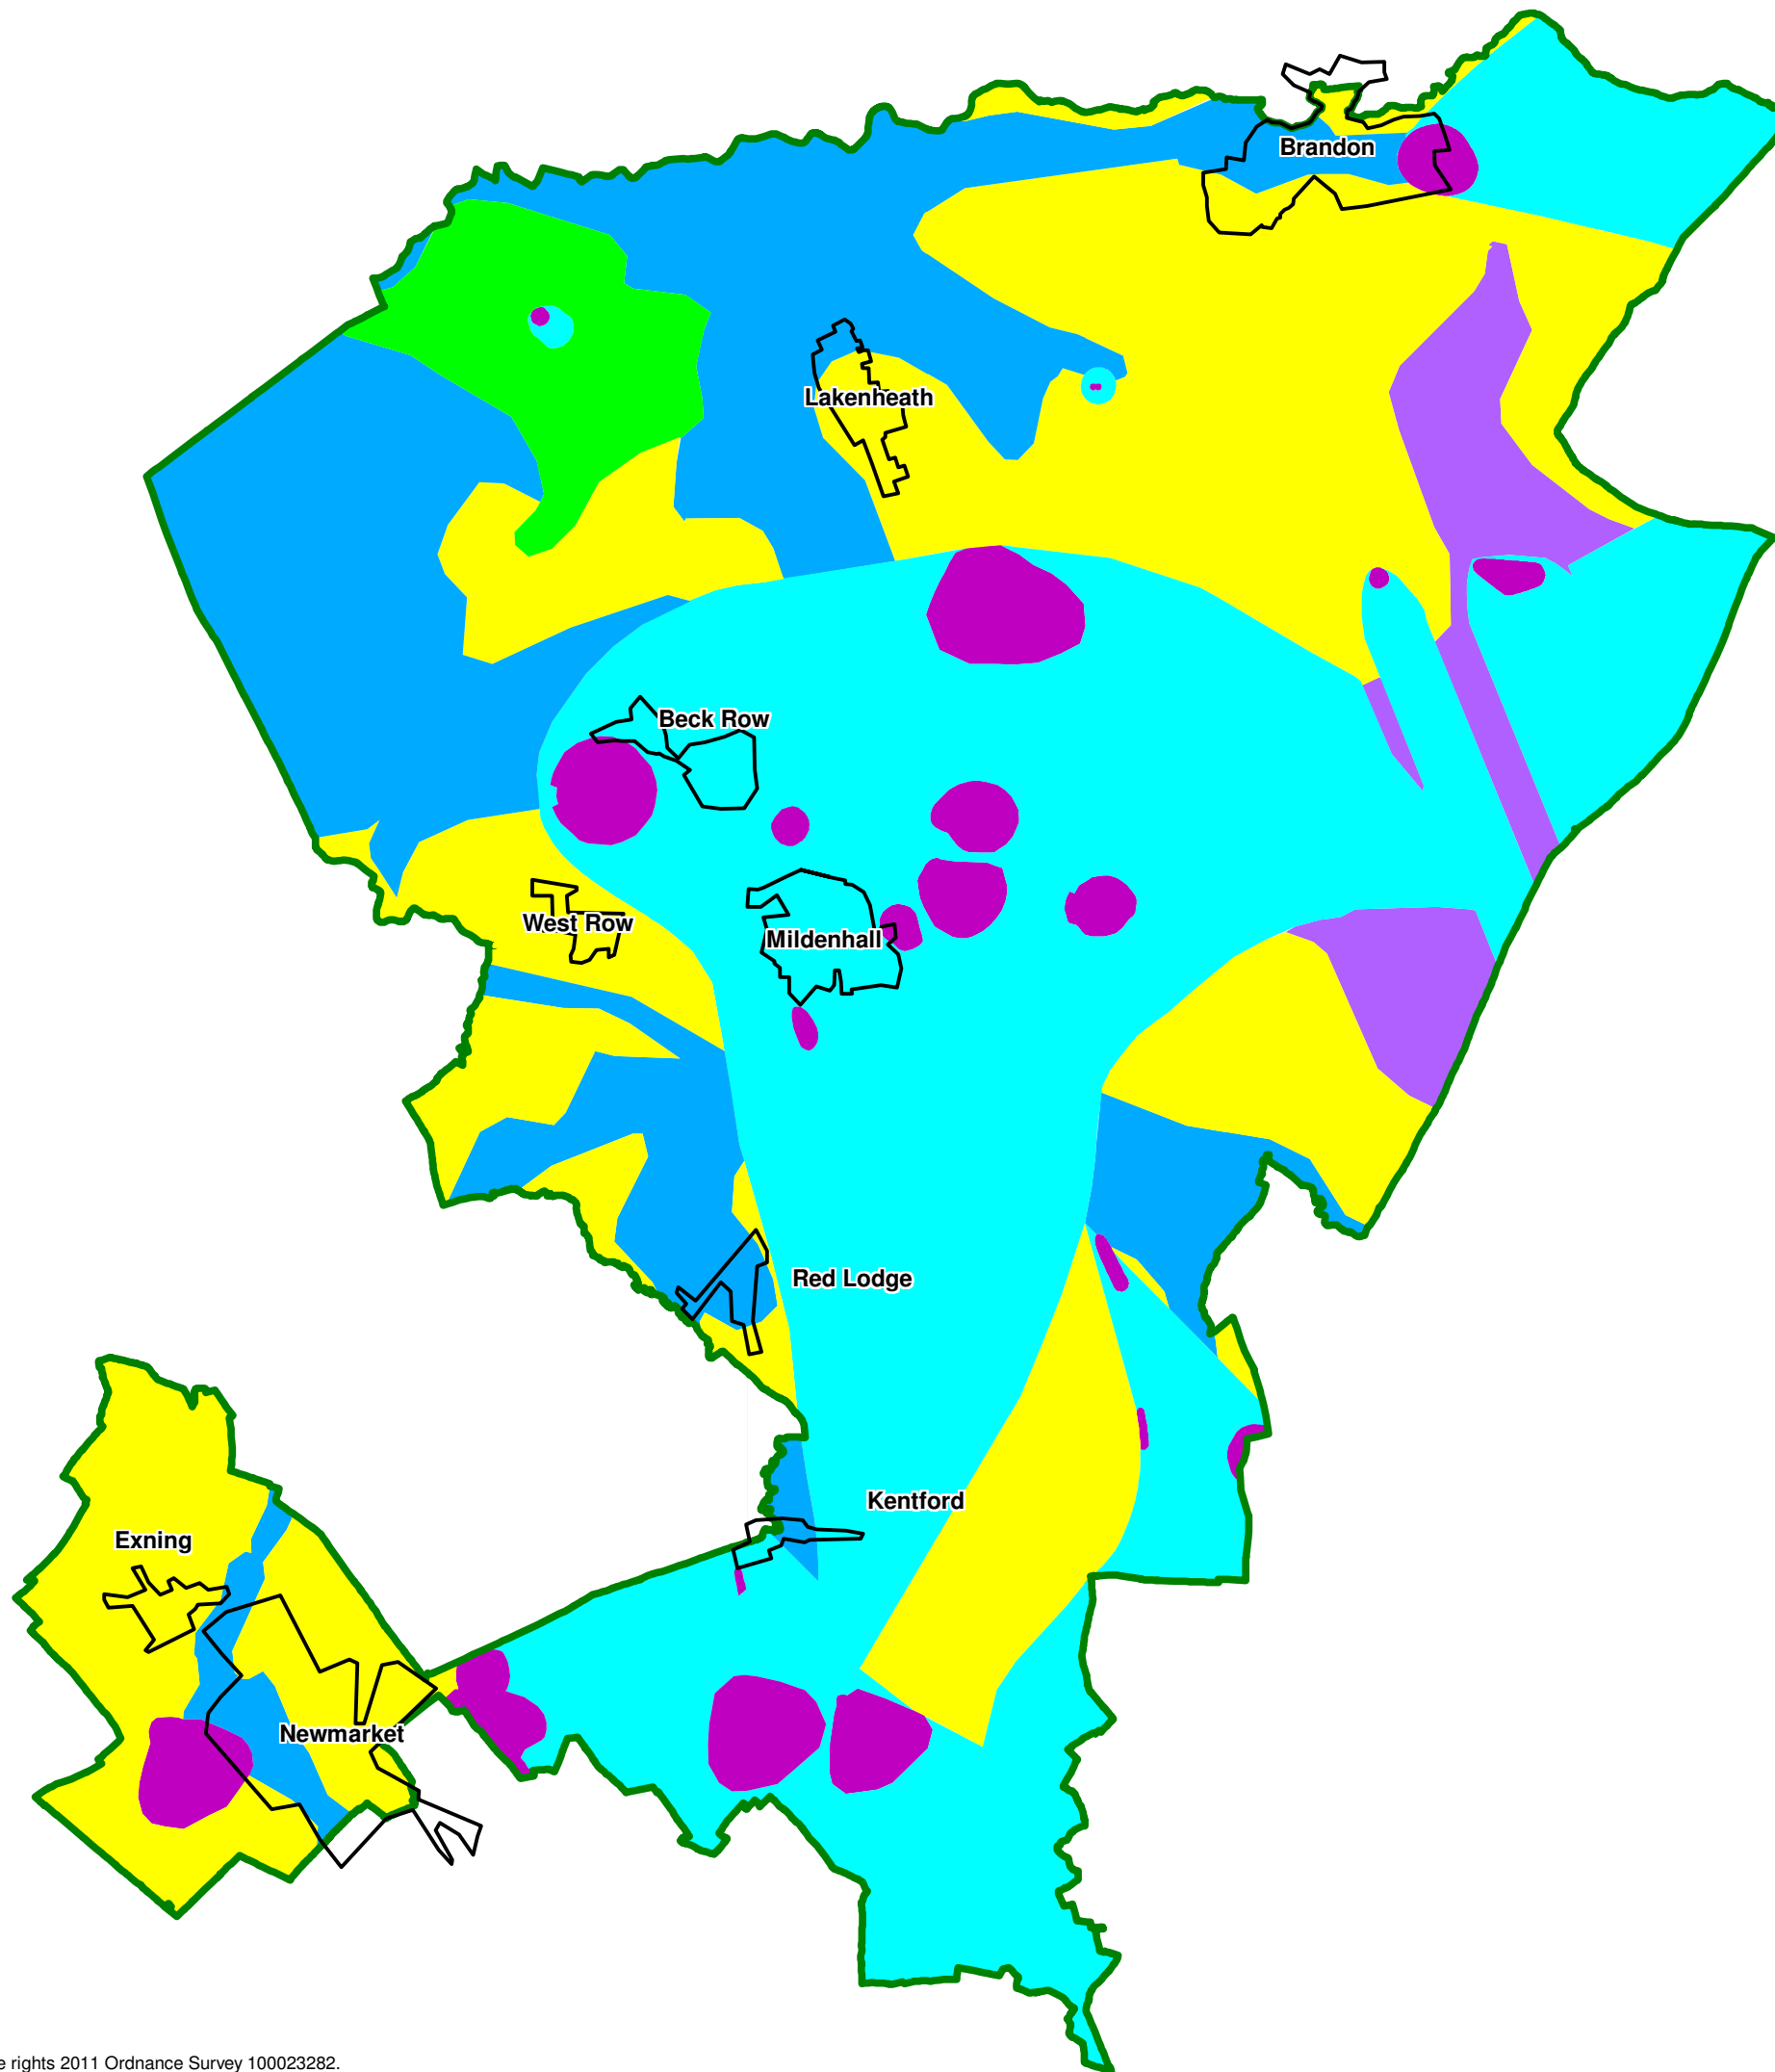 Brandon
Lakenheath
Beck Row
West Row
Mildenhall
Red Lodge
Kentford
Exning
Newmarket
rights 2011 Ordnance Survey 100023282.